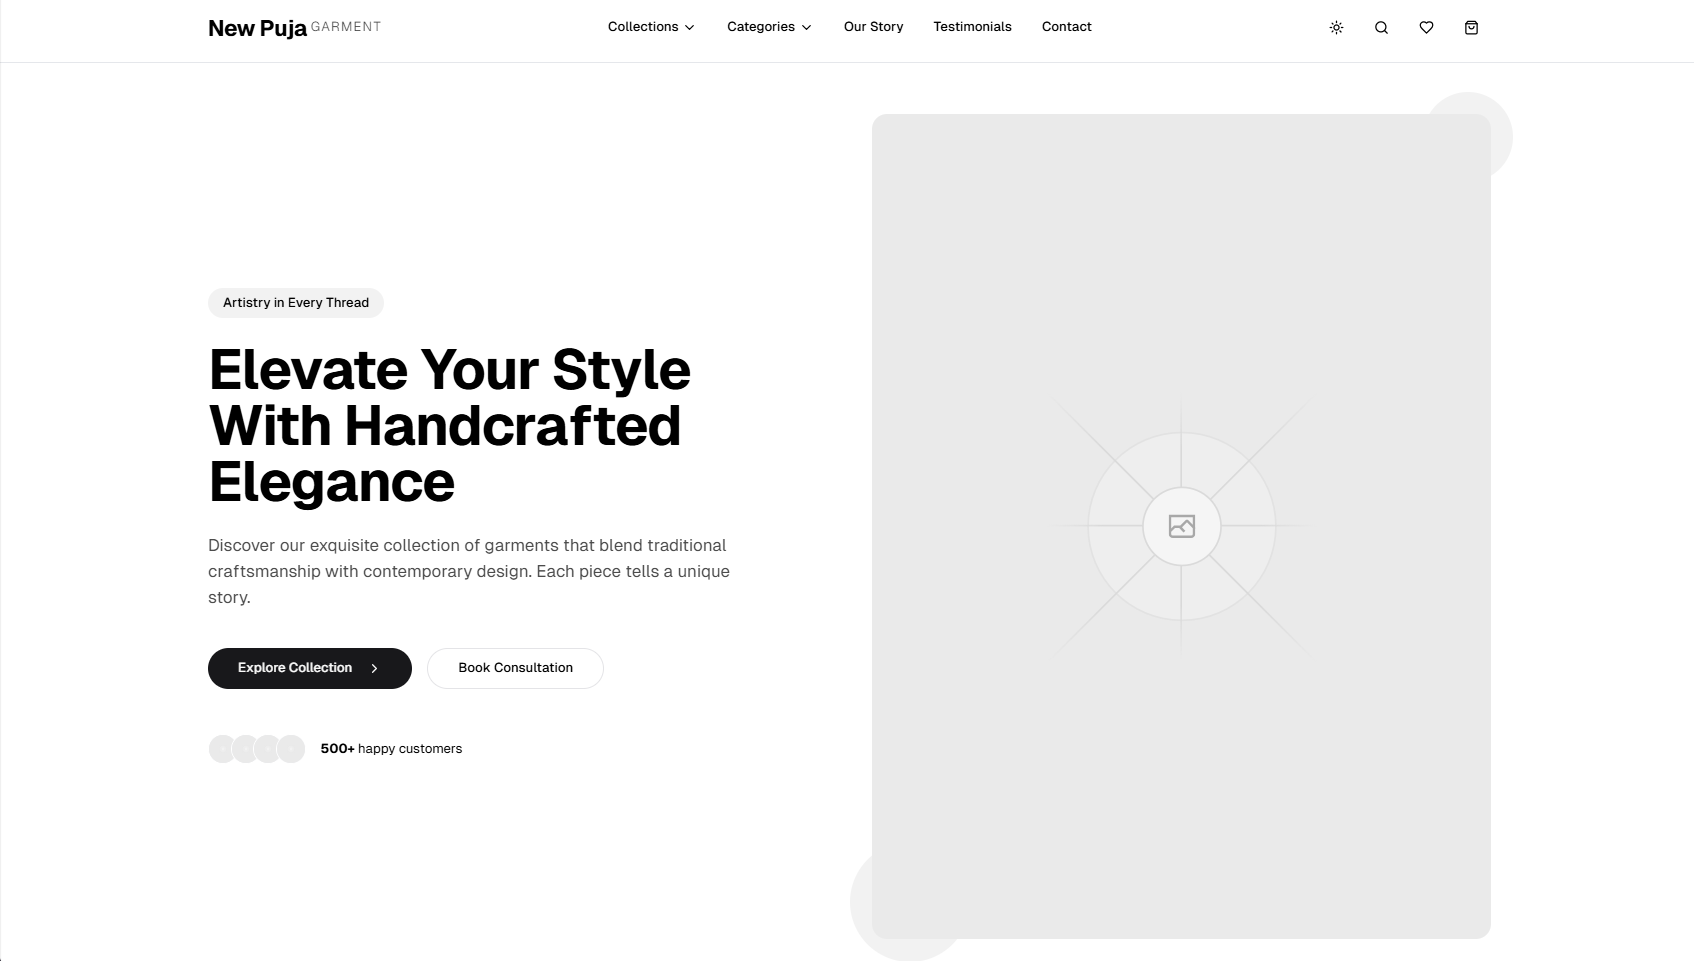 New Puja GARMENT
Collections
Categories
Our Story
Testimonials
Contact
Artistry in Every Thread
Elevate Your Style
With Handcrafted
Elegance
Discover our exquisite collection of garments that blend traditional
craftsmanship with contemporary design. Each piece tells a unique
story.
Explore Collection
Book Consultation
500+ happy customers